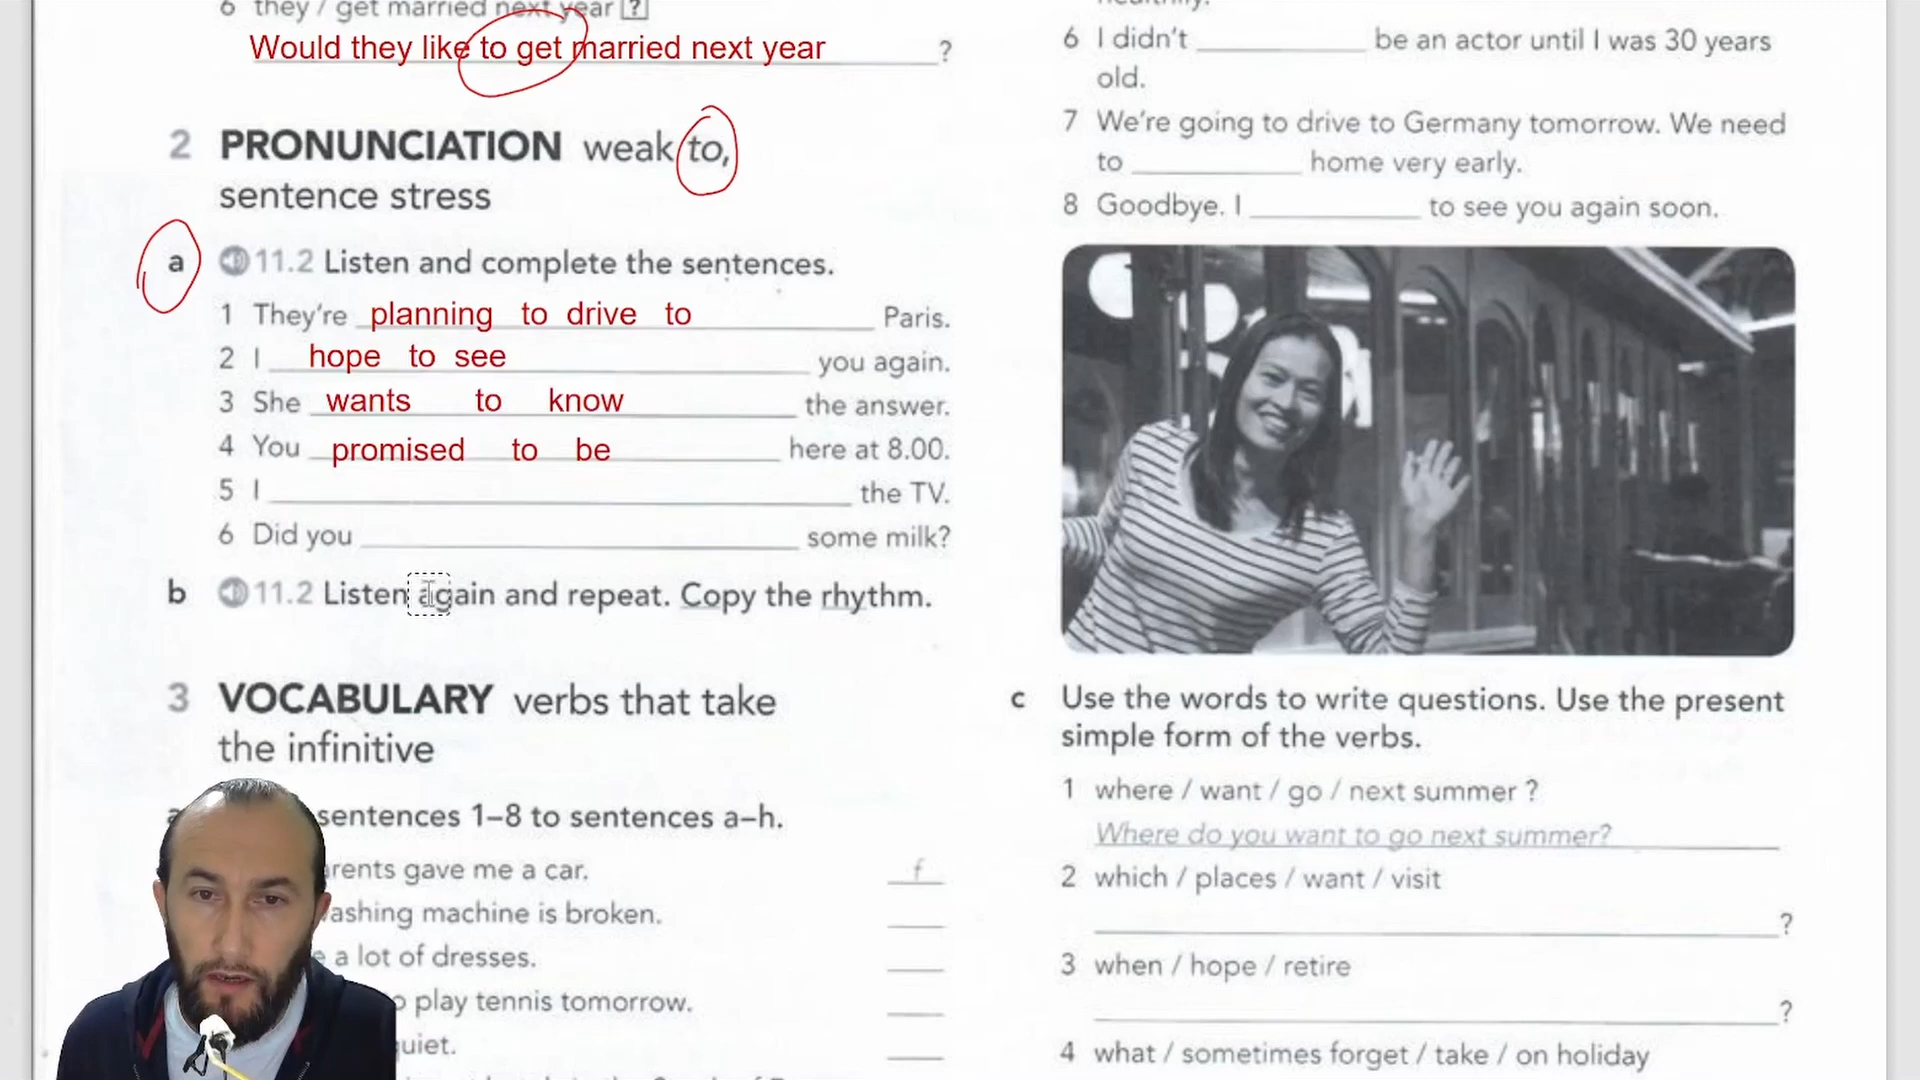 6 they / get married next year ?
Would they like to get married next year ?
2 PRONUNCIATION weak to,
sentence stress
a 11.2 Listen and complete the sentences.
1 They're planning to drive to Paris.
2 I hope to see you again.
3 She wants to know the answer.
4 You promised to be here at 8.00.
5 I the TV.
6 Did you some milk?
b 11.2 Listen again and repeat. Copy the rhythm.
3 VOCABULARY verbs that take
the infinitive
sentences 1–8 to sentences a–h.
gave me a car. f
machine is broken.
a lot of dresses.
play tennis tomorrow.
healthily.
6 I didn't be an actor until I was 30 years
old.
7 We're going to drive to Germany tomorrow. We need
to home very early.
8 Goodbye. I to see you again soon.
c Use the words to write questions. Use the present
simple form of the verbs.
1 where / want / go / next summer ?
Where do you want to go next summer?
2 which / places / want / visit
?
3 when / hope / retire
?
4 what / sometimes forget / take / on holiday